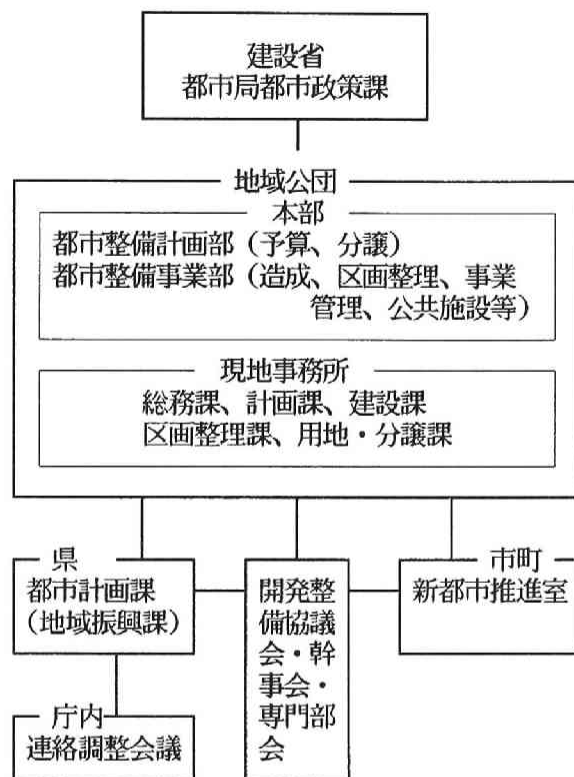 建設省
都市局都市政策課
地域公団
本部
都市整備計画部（予算、分譲）
都市整備事業部（造成、区画整理、事業
管理、公共施設等）
現地事務所
総務課、計画課、建設課
区画整理課、用地・分譲課
県
都市計画課
（地域振興課）
開発整
備協議
会・幹
事会・
専門部
会
市町
新都市推進室
庁内
連絡調整会議